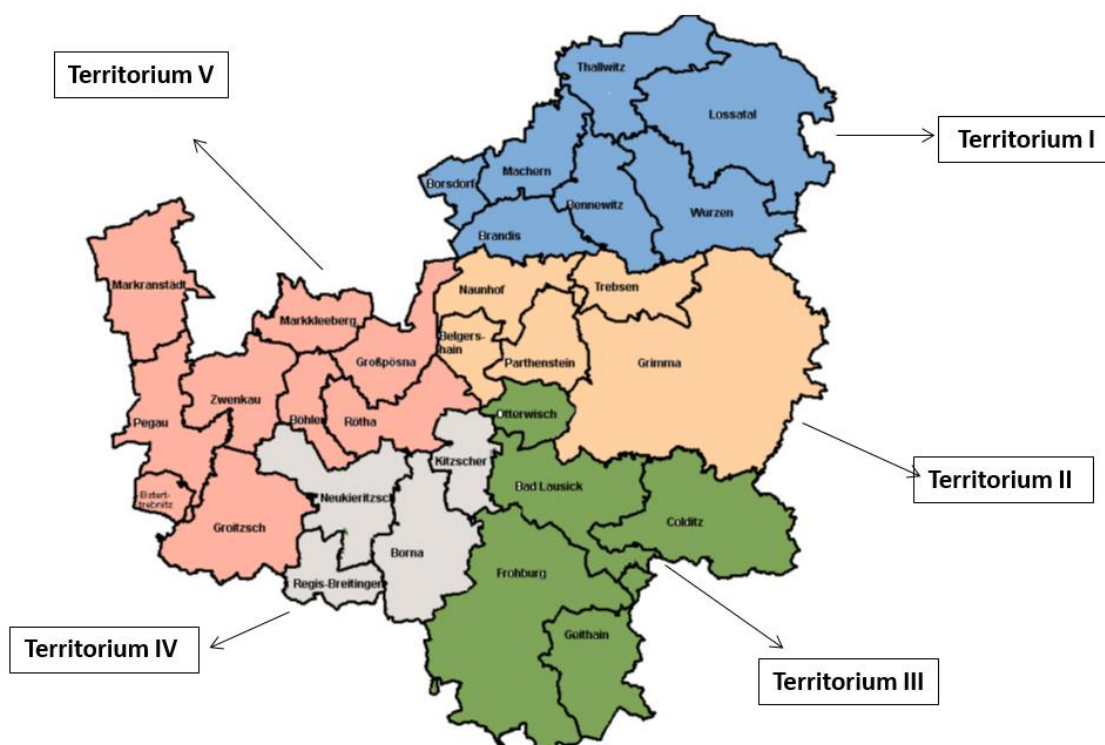 Territorium V
Thallwitz
Lossatal
Territorium I
Machern
Borsdorf
Bennewitz
Wurzen
Brandis
Markranstädt
Naunhof
Trebsen
Markkleeberg
Belgers-
hain
Großpösna
Parthenstein
Grimma
Zwenkau
Pegau
Böhlen
Rötha
Otterwisch
Kitzscher
Territorium II
Bad Lausick
Neukieritzsch
Elstert-
trebnitz
Colditz
Groitzsch
Borna
Frohburg
Regis-Breitingen
Geithain
Territorium IV
Territorium III